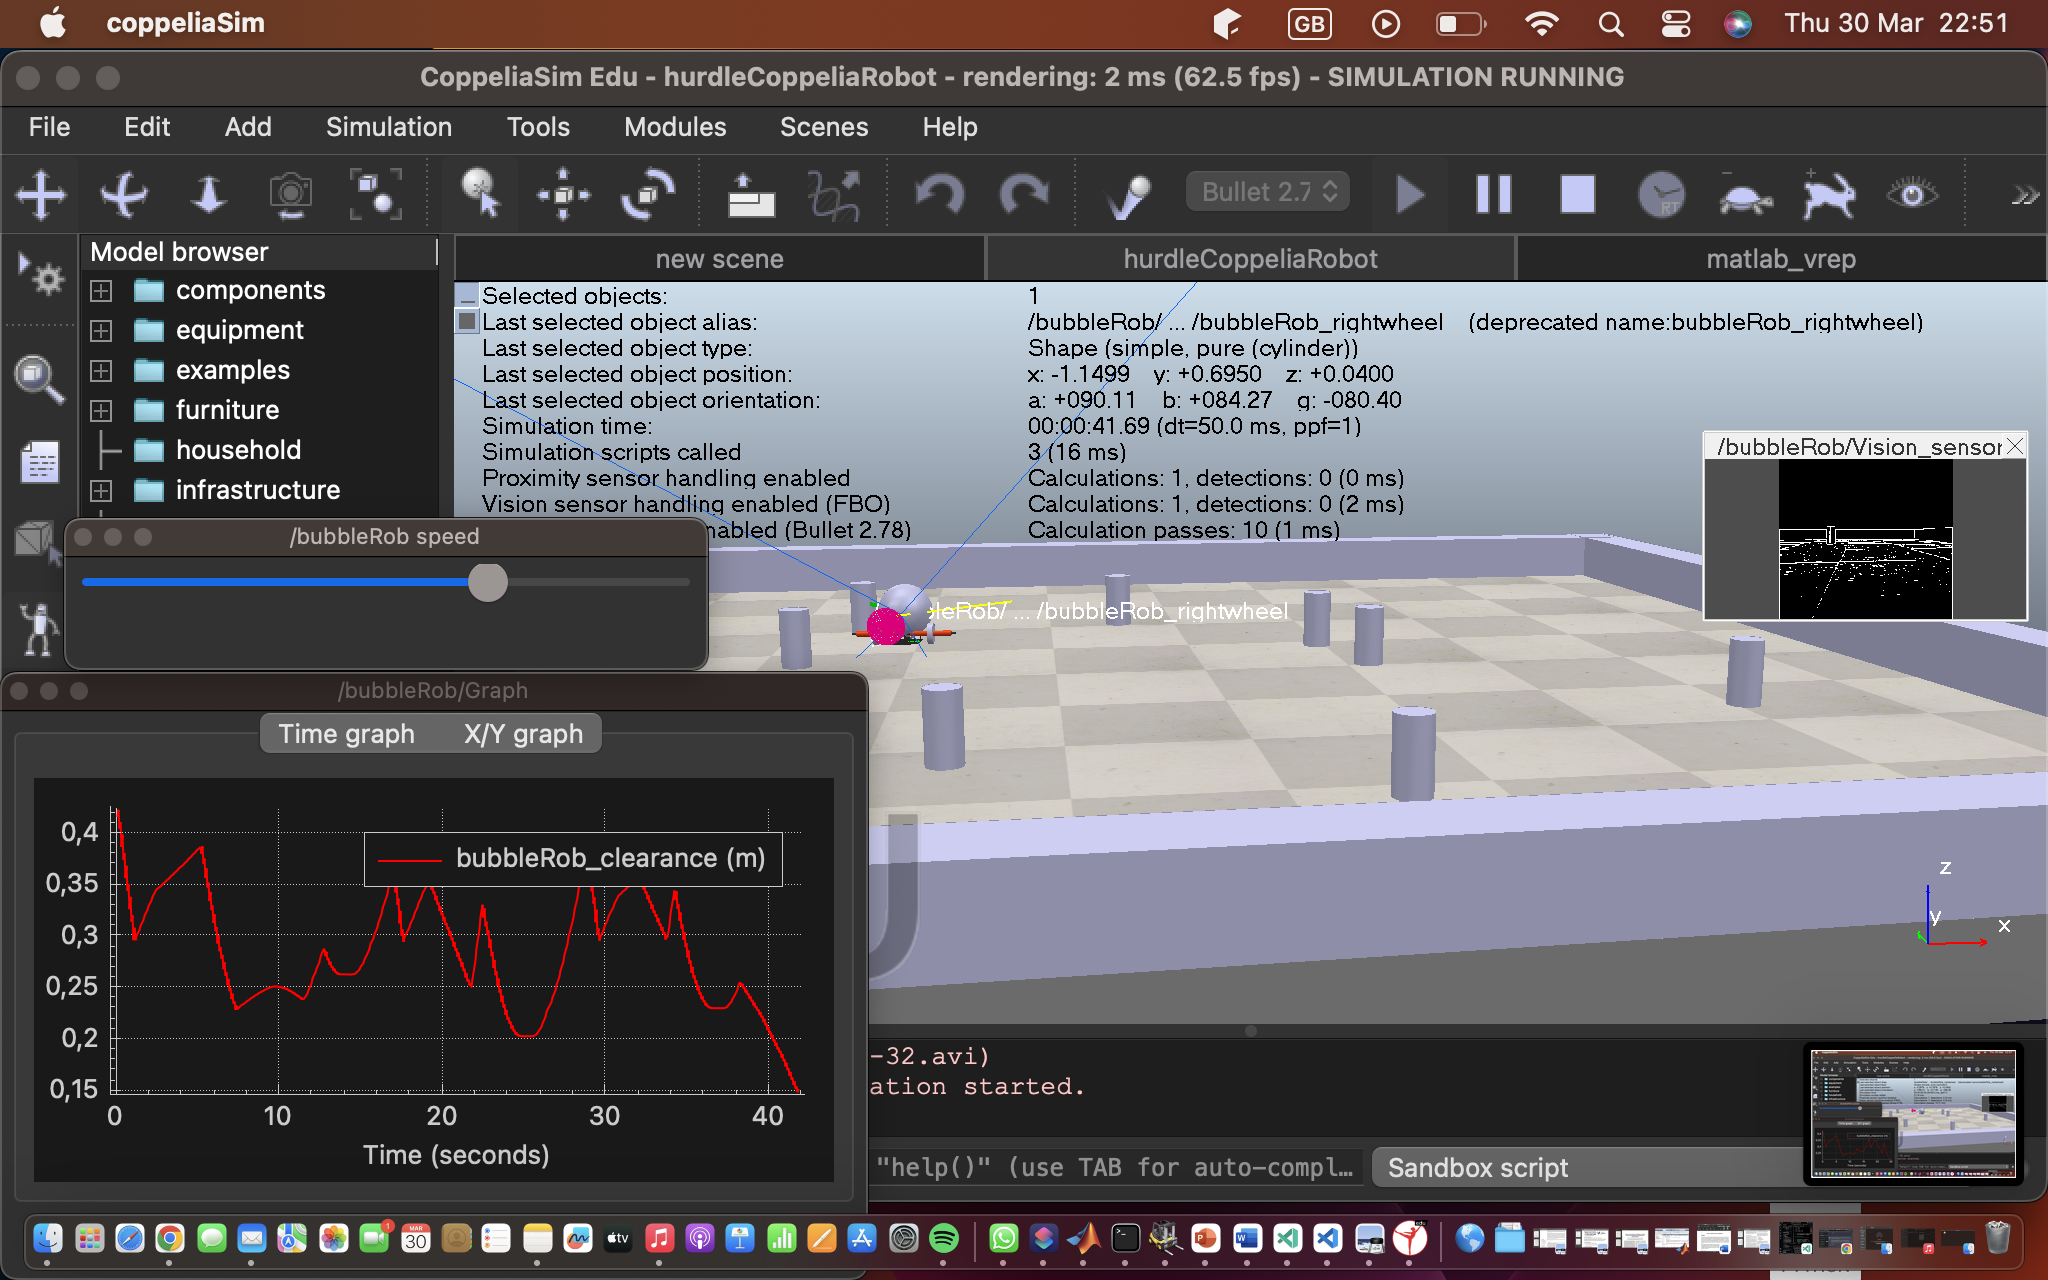 coppeliaSim
GB
Thu 30 Mar 22:51
CoppeliaSim Edu - hurdleCoppeliaRobot - rendering: 2 ms (62.5 fps) - SIMULATION RUNNING
File Edit Add Simulation Tools Modules Scenes Help
Bullet 2.7
RT
Model browser
components
equipment
examples
furniture
household
infrastructure
new scene
hurdleCoppeliaRobot
matlab_vrep
Selected objects: 1
Last selected object alias: /bubbleRob/ ... /bubbleRob_rightwheel (deprecated name:bubbleRob_rightwheel)
Last selected object type: Shape (simple, pure (cylinder))
Last selected object position: x: -1.1499 y: +0.6950 z: +0.0400
Last selected object orientation: a: +090.11 b: +084.27 g: -080.40
Simulation time: 00:00:41.69 (dt=50.0 ms, ppf=1)
Simulation scripts called 3 (16 ms)
Proximity sensor handling enabled Calculations: 1, detections: 0 (0 ms)
Vision sensor handling enabled (FBO) Calculations: 1, detections: 0 (2 ms)
nabled (Bullet 2.78) Calculation passes: 10 (1 ms)
/bubbleRob/Vision_sensor
/bubbleRob speed
leRob/ ... /bubbleRob_rightwheel
/bubbleRob/Graph
Time graph
X/Y graph
bubbleRob_clearance (m)
0,4
0,35
0,3
0,25
0,2
0,15
0 10 20 30 40
Time (seconds)
z
y
x
-32.avi)
ation started.
"help()" (use TAB for auto-compl…
Sandbox script
MAR
30
1
tv
edu